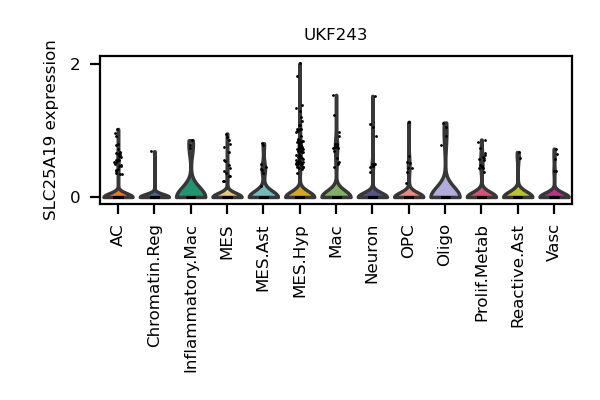 UKF243
SLC25A19 expression
2
0
AC
Chromatin.Reg
Inflammatory.Mac
MES
MES.Ast
MES.Hyp
Mac
Neuron
OPC
Oligo
Prolif.Metab
Reactive.Ast
Vasc